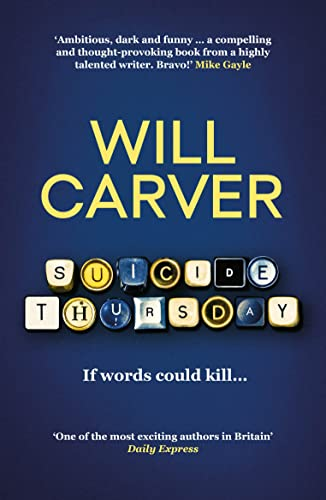 ‘Ambitious, dark and funny ... a compelling
and thought-provoking book from a highly
talented writer. Bravo!’ Mike Gayle
WILL
CARVER
SUICIDE
THURSDAY
If words could kill...
‘One of the most exciting authors in Britain’
Daily Express